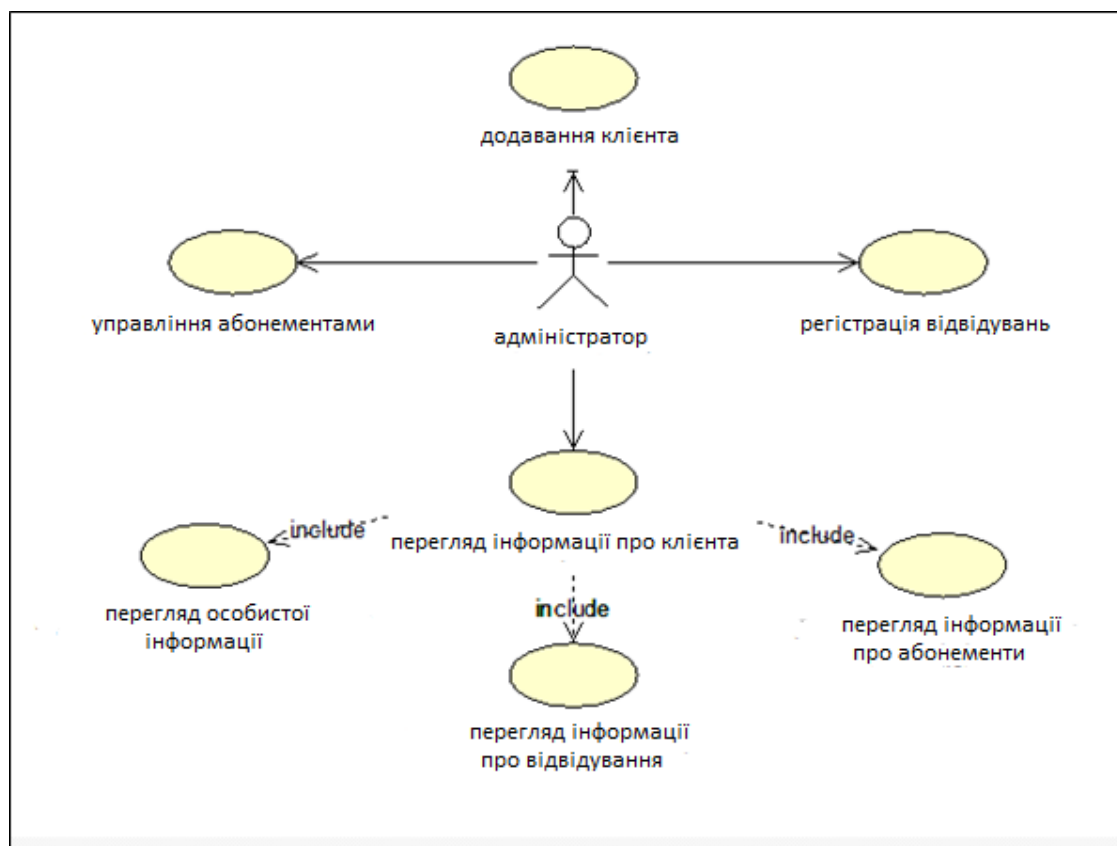 додавання клієнта
управління абонементами
адміністратор
регістрація відвідувань
include
перегляд інформації про клієнта
include
перегляд особистої
інформації
include
перегляд інформації
про абонементи
перегляд інформації
про відвідування